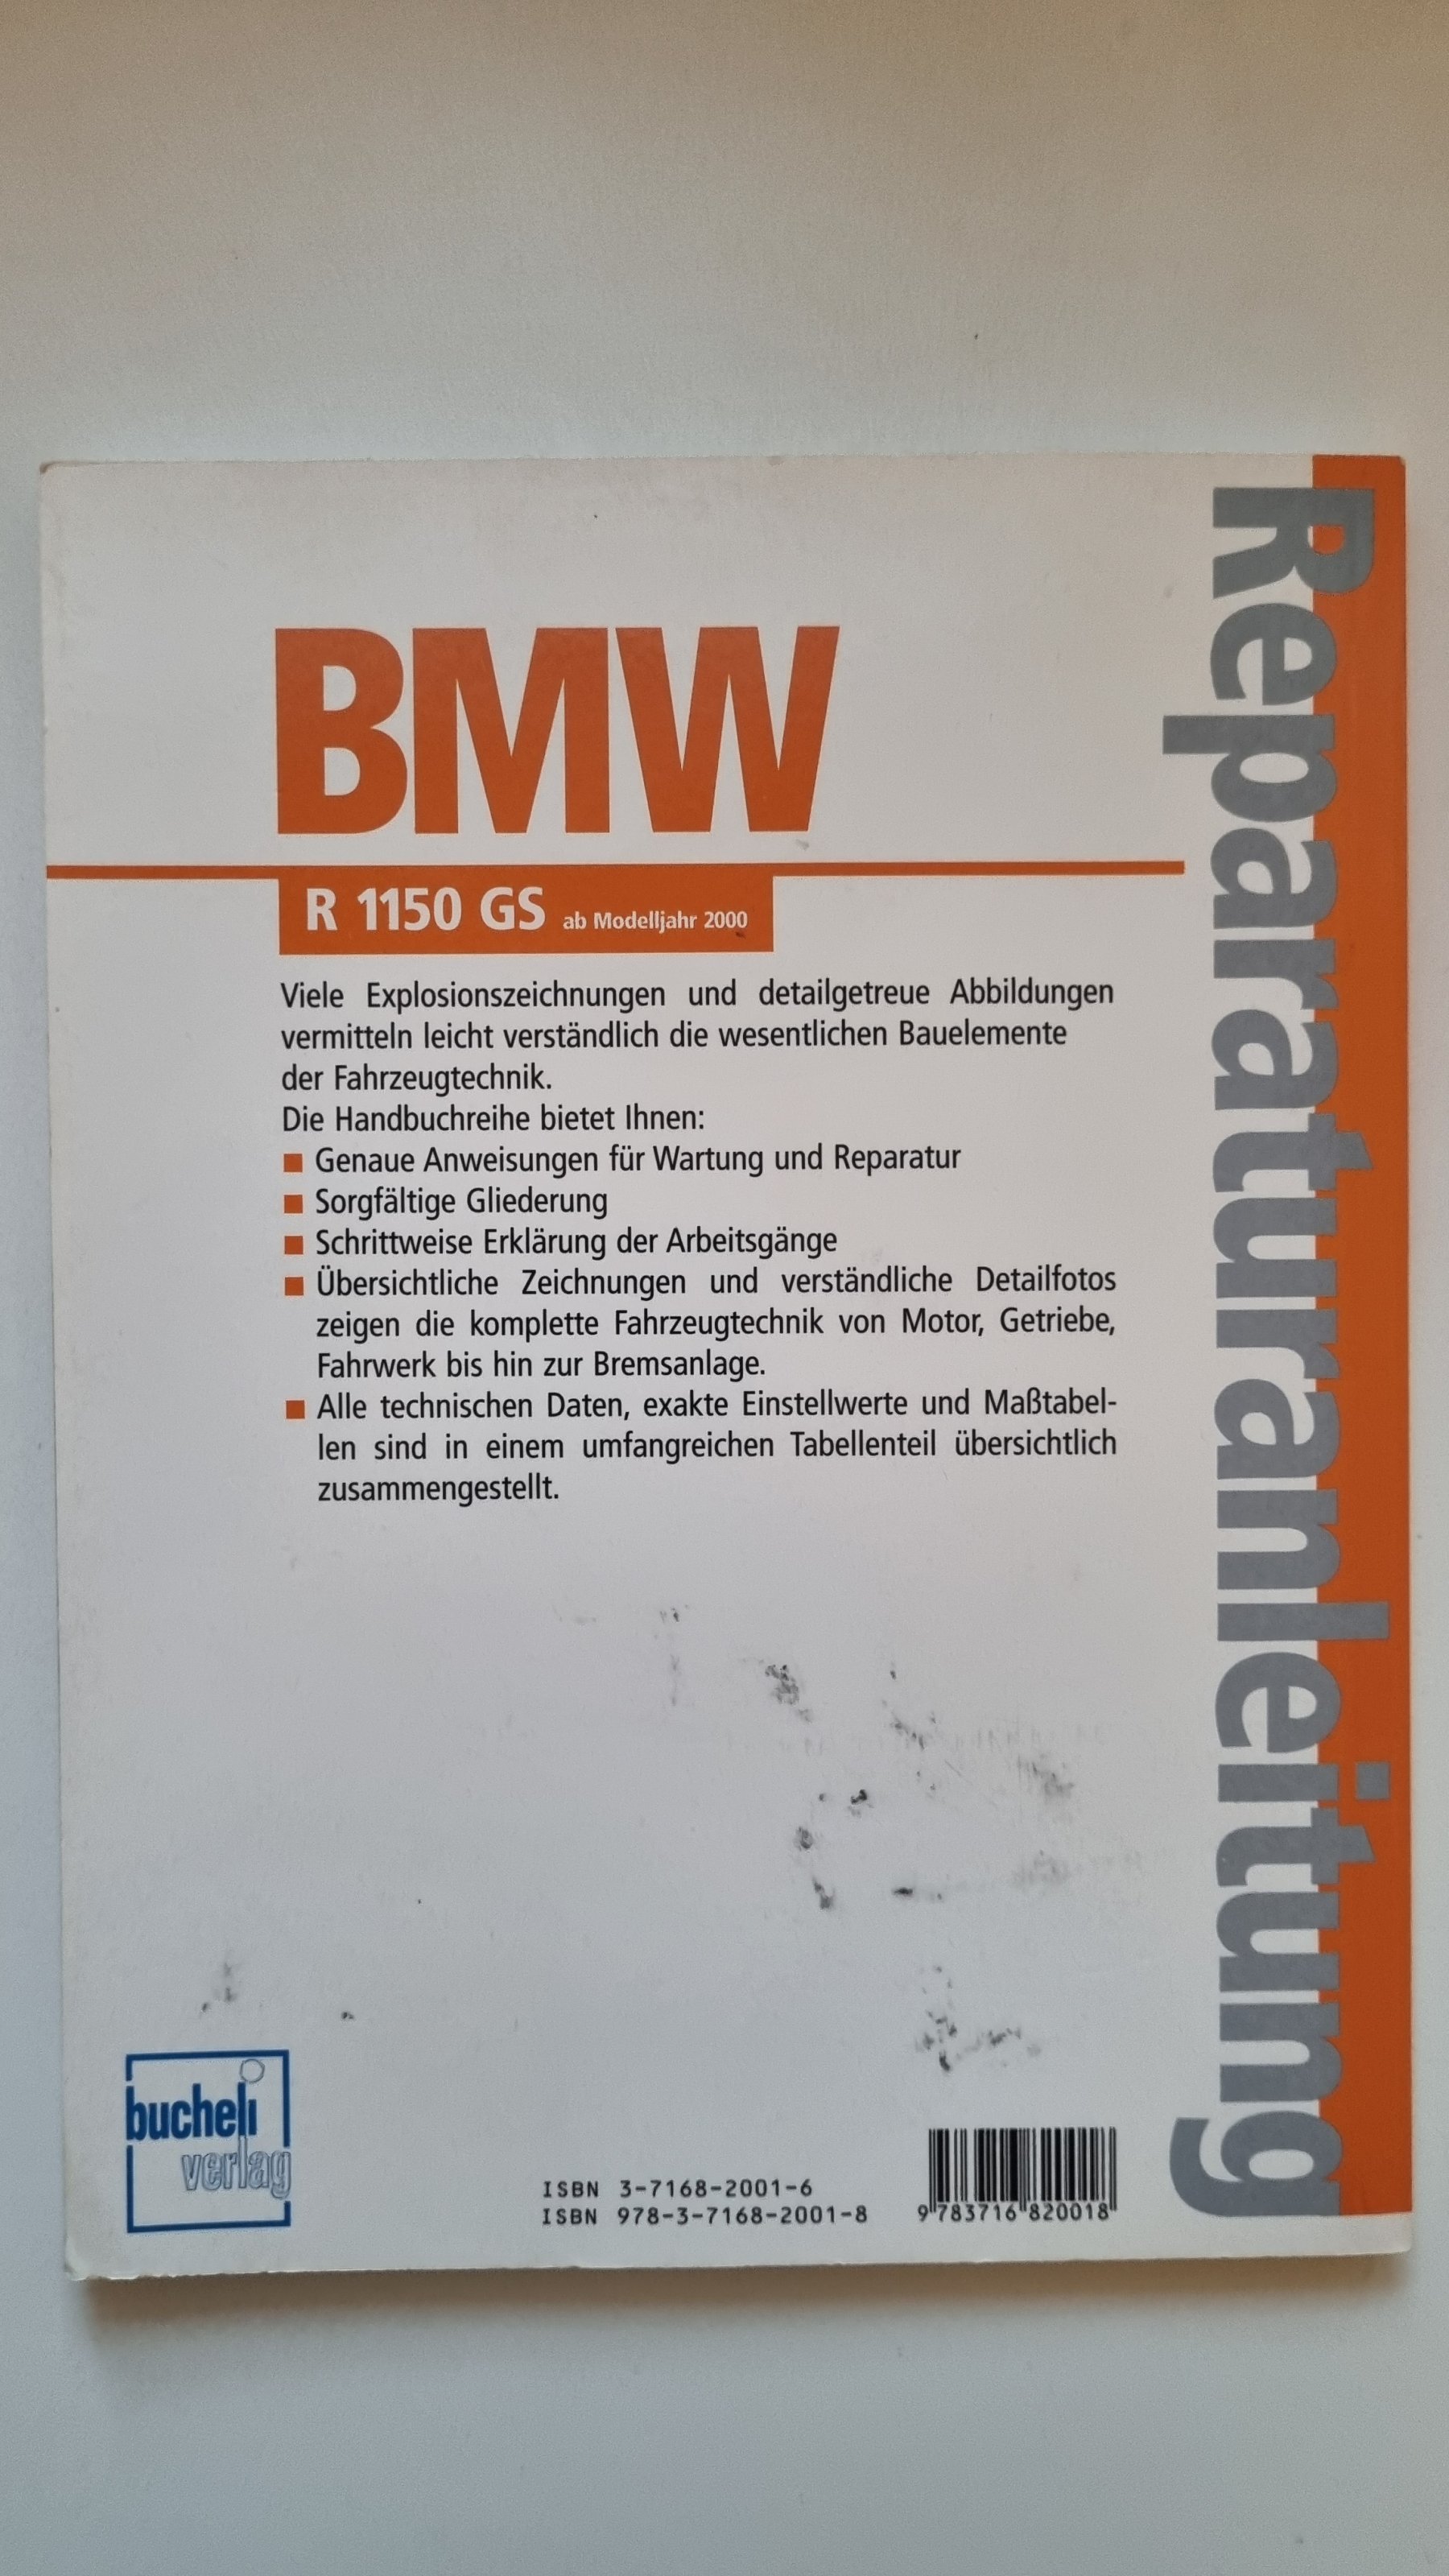 BMW
R 1150 GS ab Modelljahr 2000
Viele Explosionszeichnungen und detailgetreue Abbildungen
vermitteln leicht verständlich die wesentlichen Bauelemente
der Fahrzeugtechnik.
Die Handbuchreihe bietet Ihnen:
■ Genaue Anweisungen für Wartung und Reparatur
■ Sorgfältige Gliederung
■ Schrittweise Erklärung der Arbeitsgänge
■ Übersichtliche Zeichnungen und verständliche Detailfotos
zeigen die komplette Fahrzeugtechnik von Motor, Getriebe,
Fahrwerk bis hin zur Bremsanlage.
■ Alle technischen Daten, exakte Einstellwerte und Maßtabel-
len sind in einem umfangreichen Tabellenteil übersichtlich
zusammengestellt.
bucheli
verlag
ISBN 3-7168-2001-6
ISBN 978-3-7168-2001-8
9 783716 820018
Reparaturanleitung